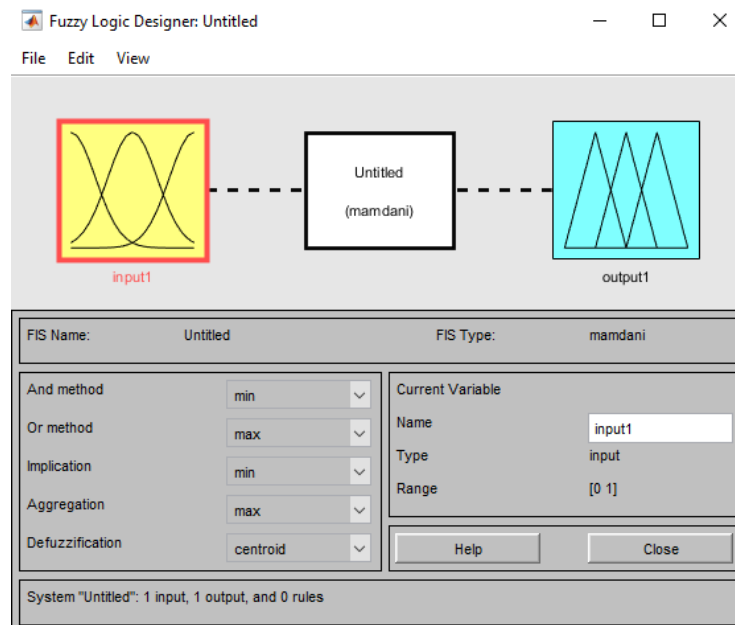 Fuzzy Logic Designer: Untitled
File Edit View
Untitled
(mamdani)
input1
output1
FIS Name: Untitled FIS Type: mamdani
And method min
Or method max
Implication min
Aggregation max
Defuzzification centroid
Current Variable
Name input1
Type input
Range [0 1]
Help Close
System "Untitled": 1 input, 1 output, and 0 rules